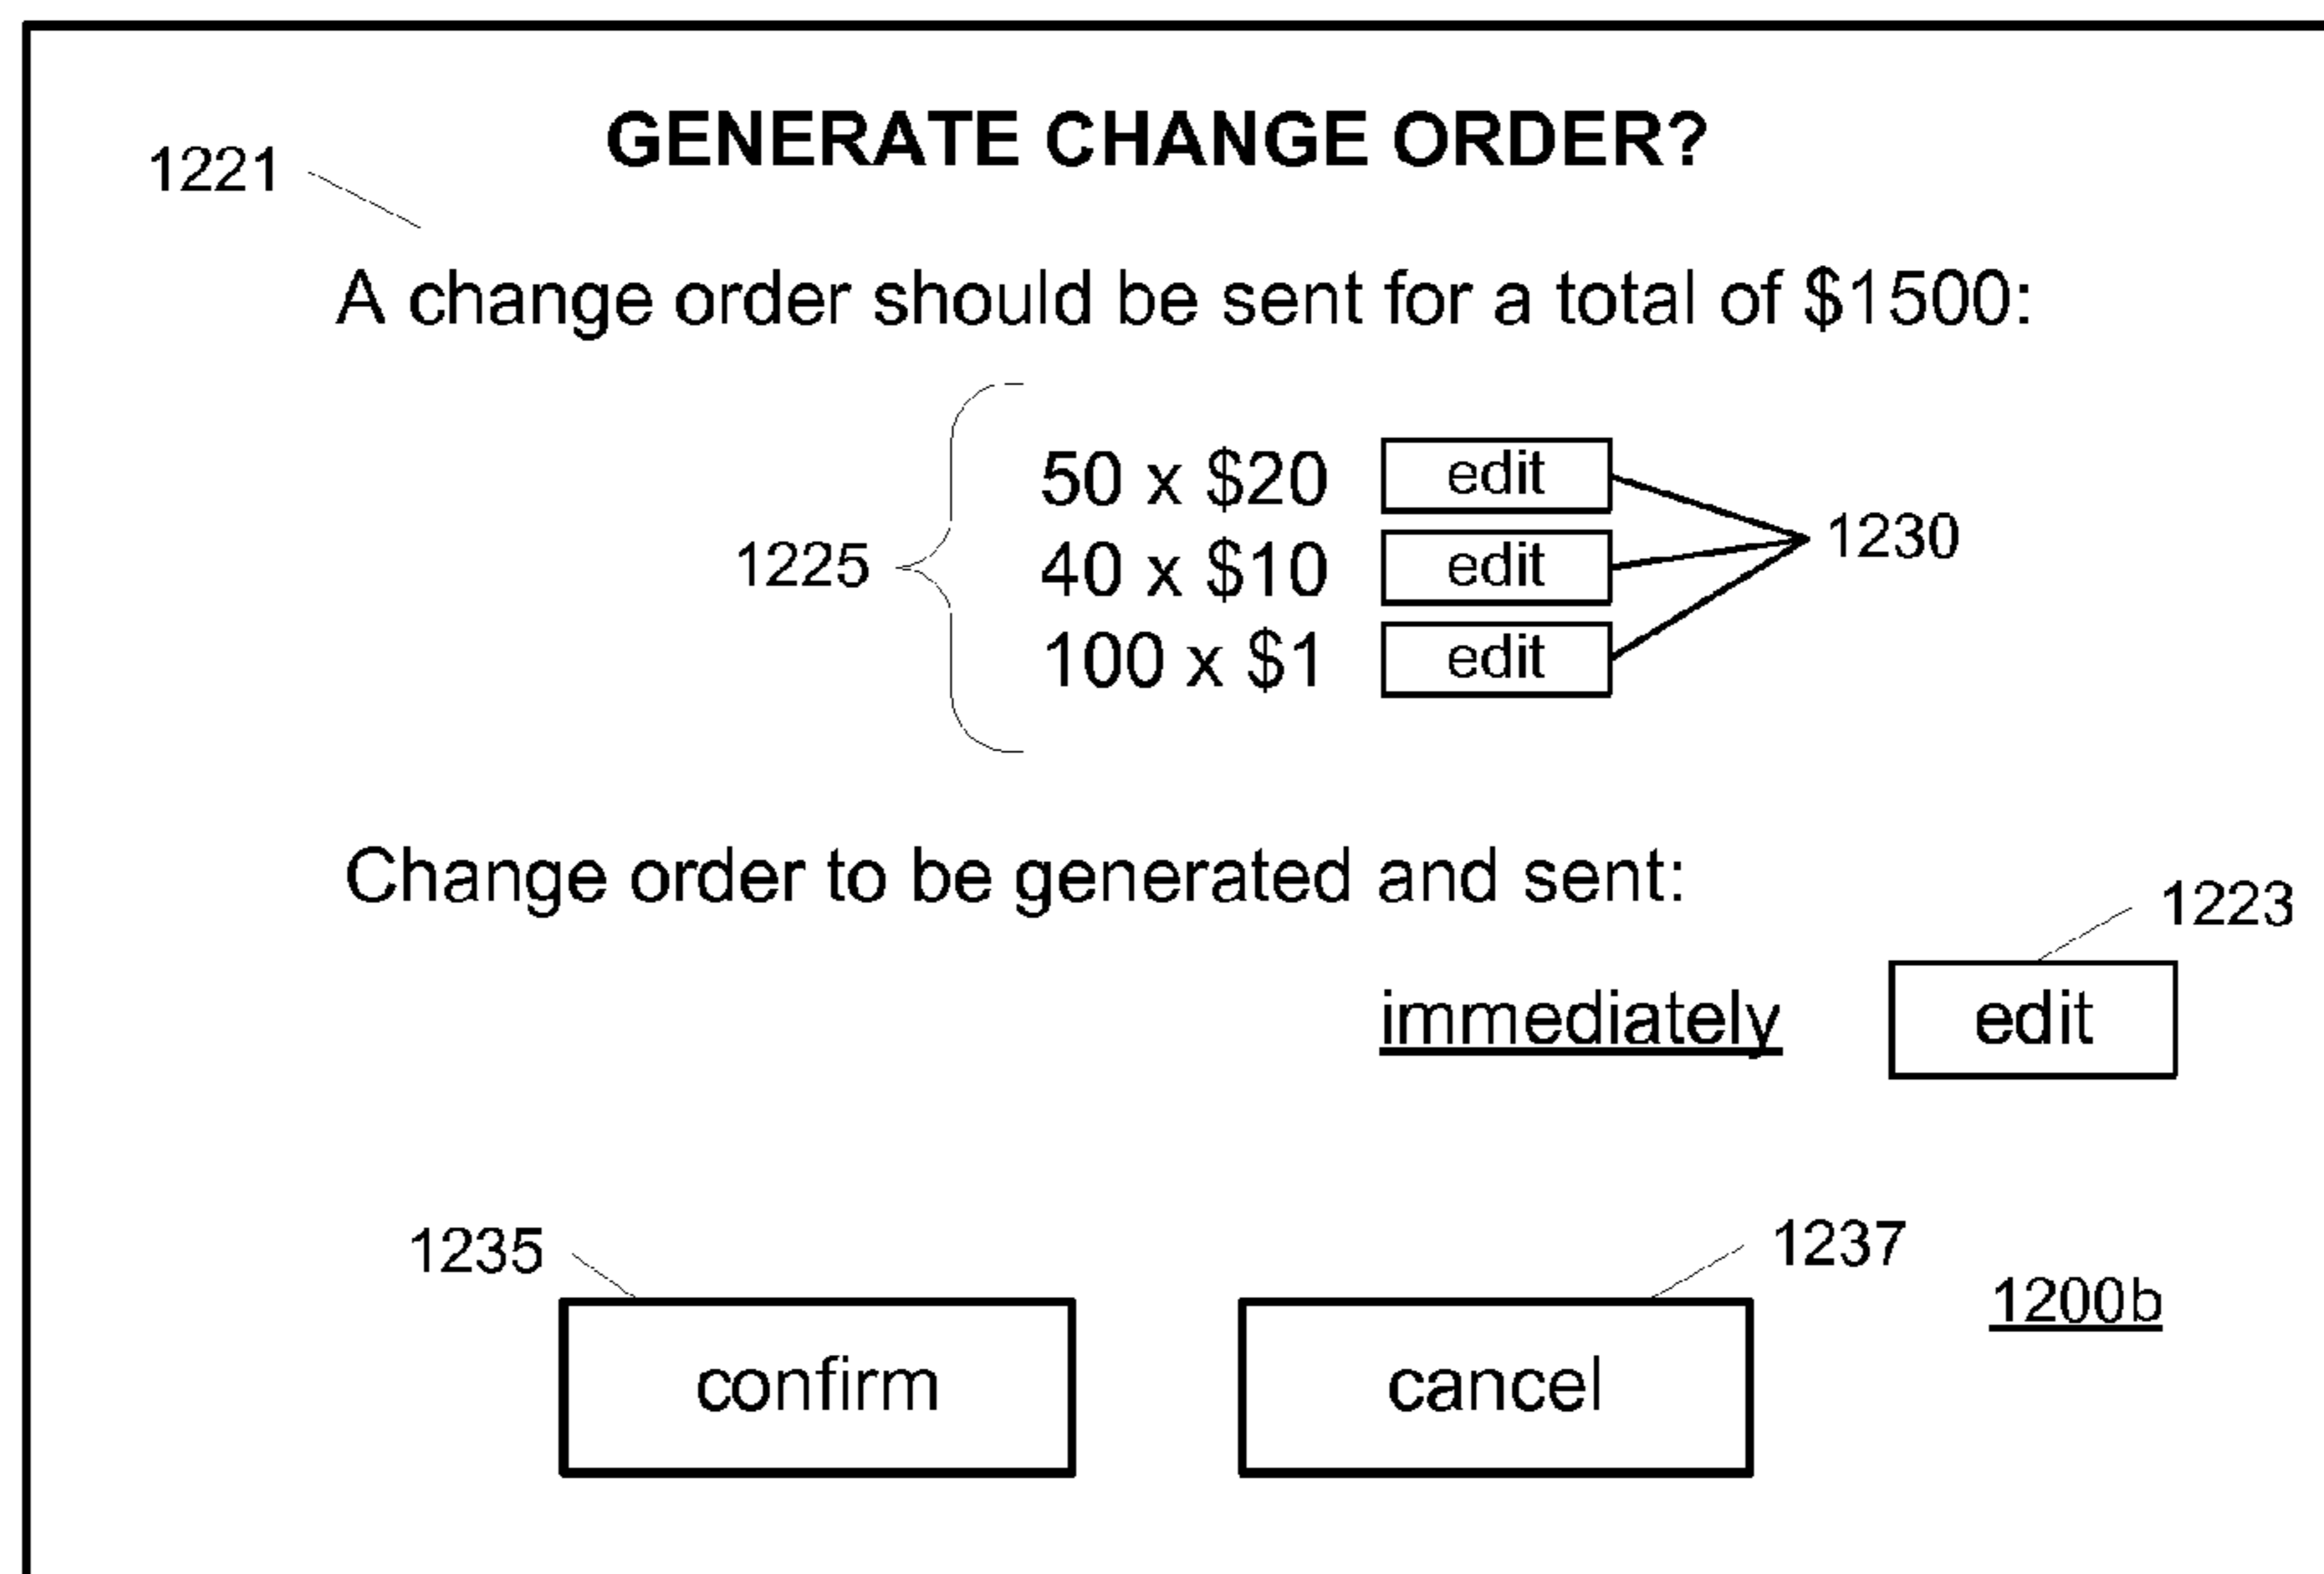 GENERATE CHANGE ORDER?
1221
A change order should be sent for a total of $1500:
50 x $20 edit
1225 40 x $10 edit 1230
100 x $1 edit
Change order to be generated and sent:
1223
immediately edit
1235 1237
1200b
confirm cancel